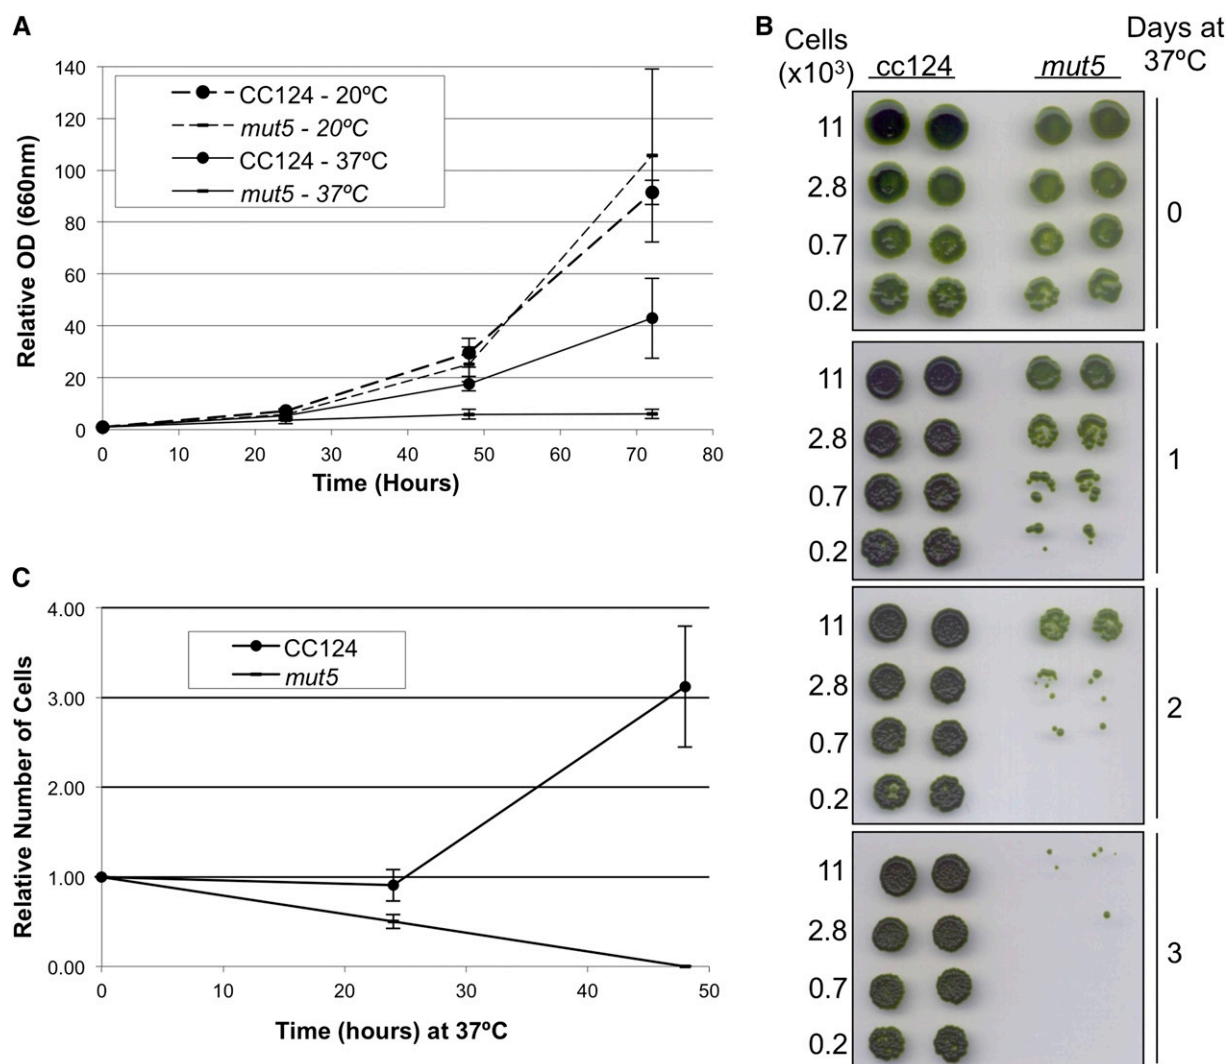 A
Relative OD (660nm)
140
120
100
80
60
40
20
0
CC124 - 20ºC
mut5 - 20ºC
CC124 - 37ºC
mut5 - 37ºC
0 10 20 30 40 50 60 70 80
Time (Hours)
B
Cells (x10³)
cc124
mut5
Days at 37ºC
11
2.8
0.7
0.2
0
11
2.8
0.7
0.2
1
11
2.8
0.7
0.2
2
11
2.8
0.7
0.2
3
C
Relative Number of Cells
4.00
3.00
2.00
1.00
0.00
CC124
mut5
0 10 20 30 40 50
Time (hours) at 37ºC